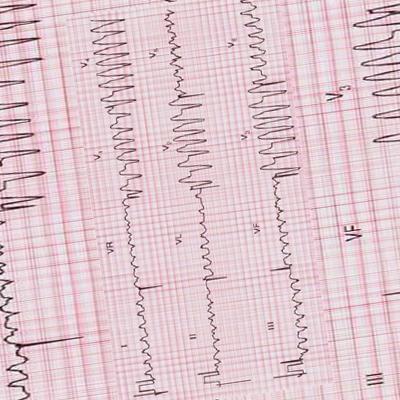 I VR V₁ V₄
II VL V₂ V₅
III VF V₃ V₆
III VF V₃